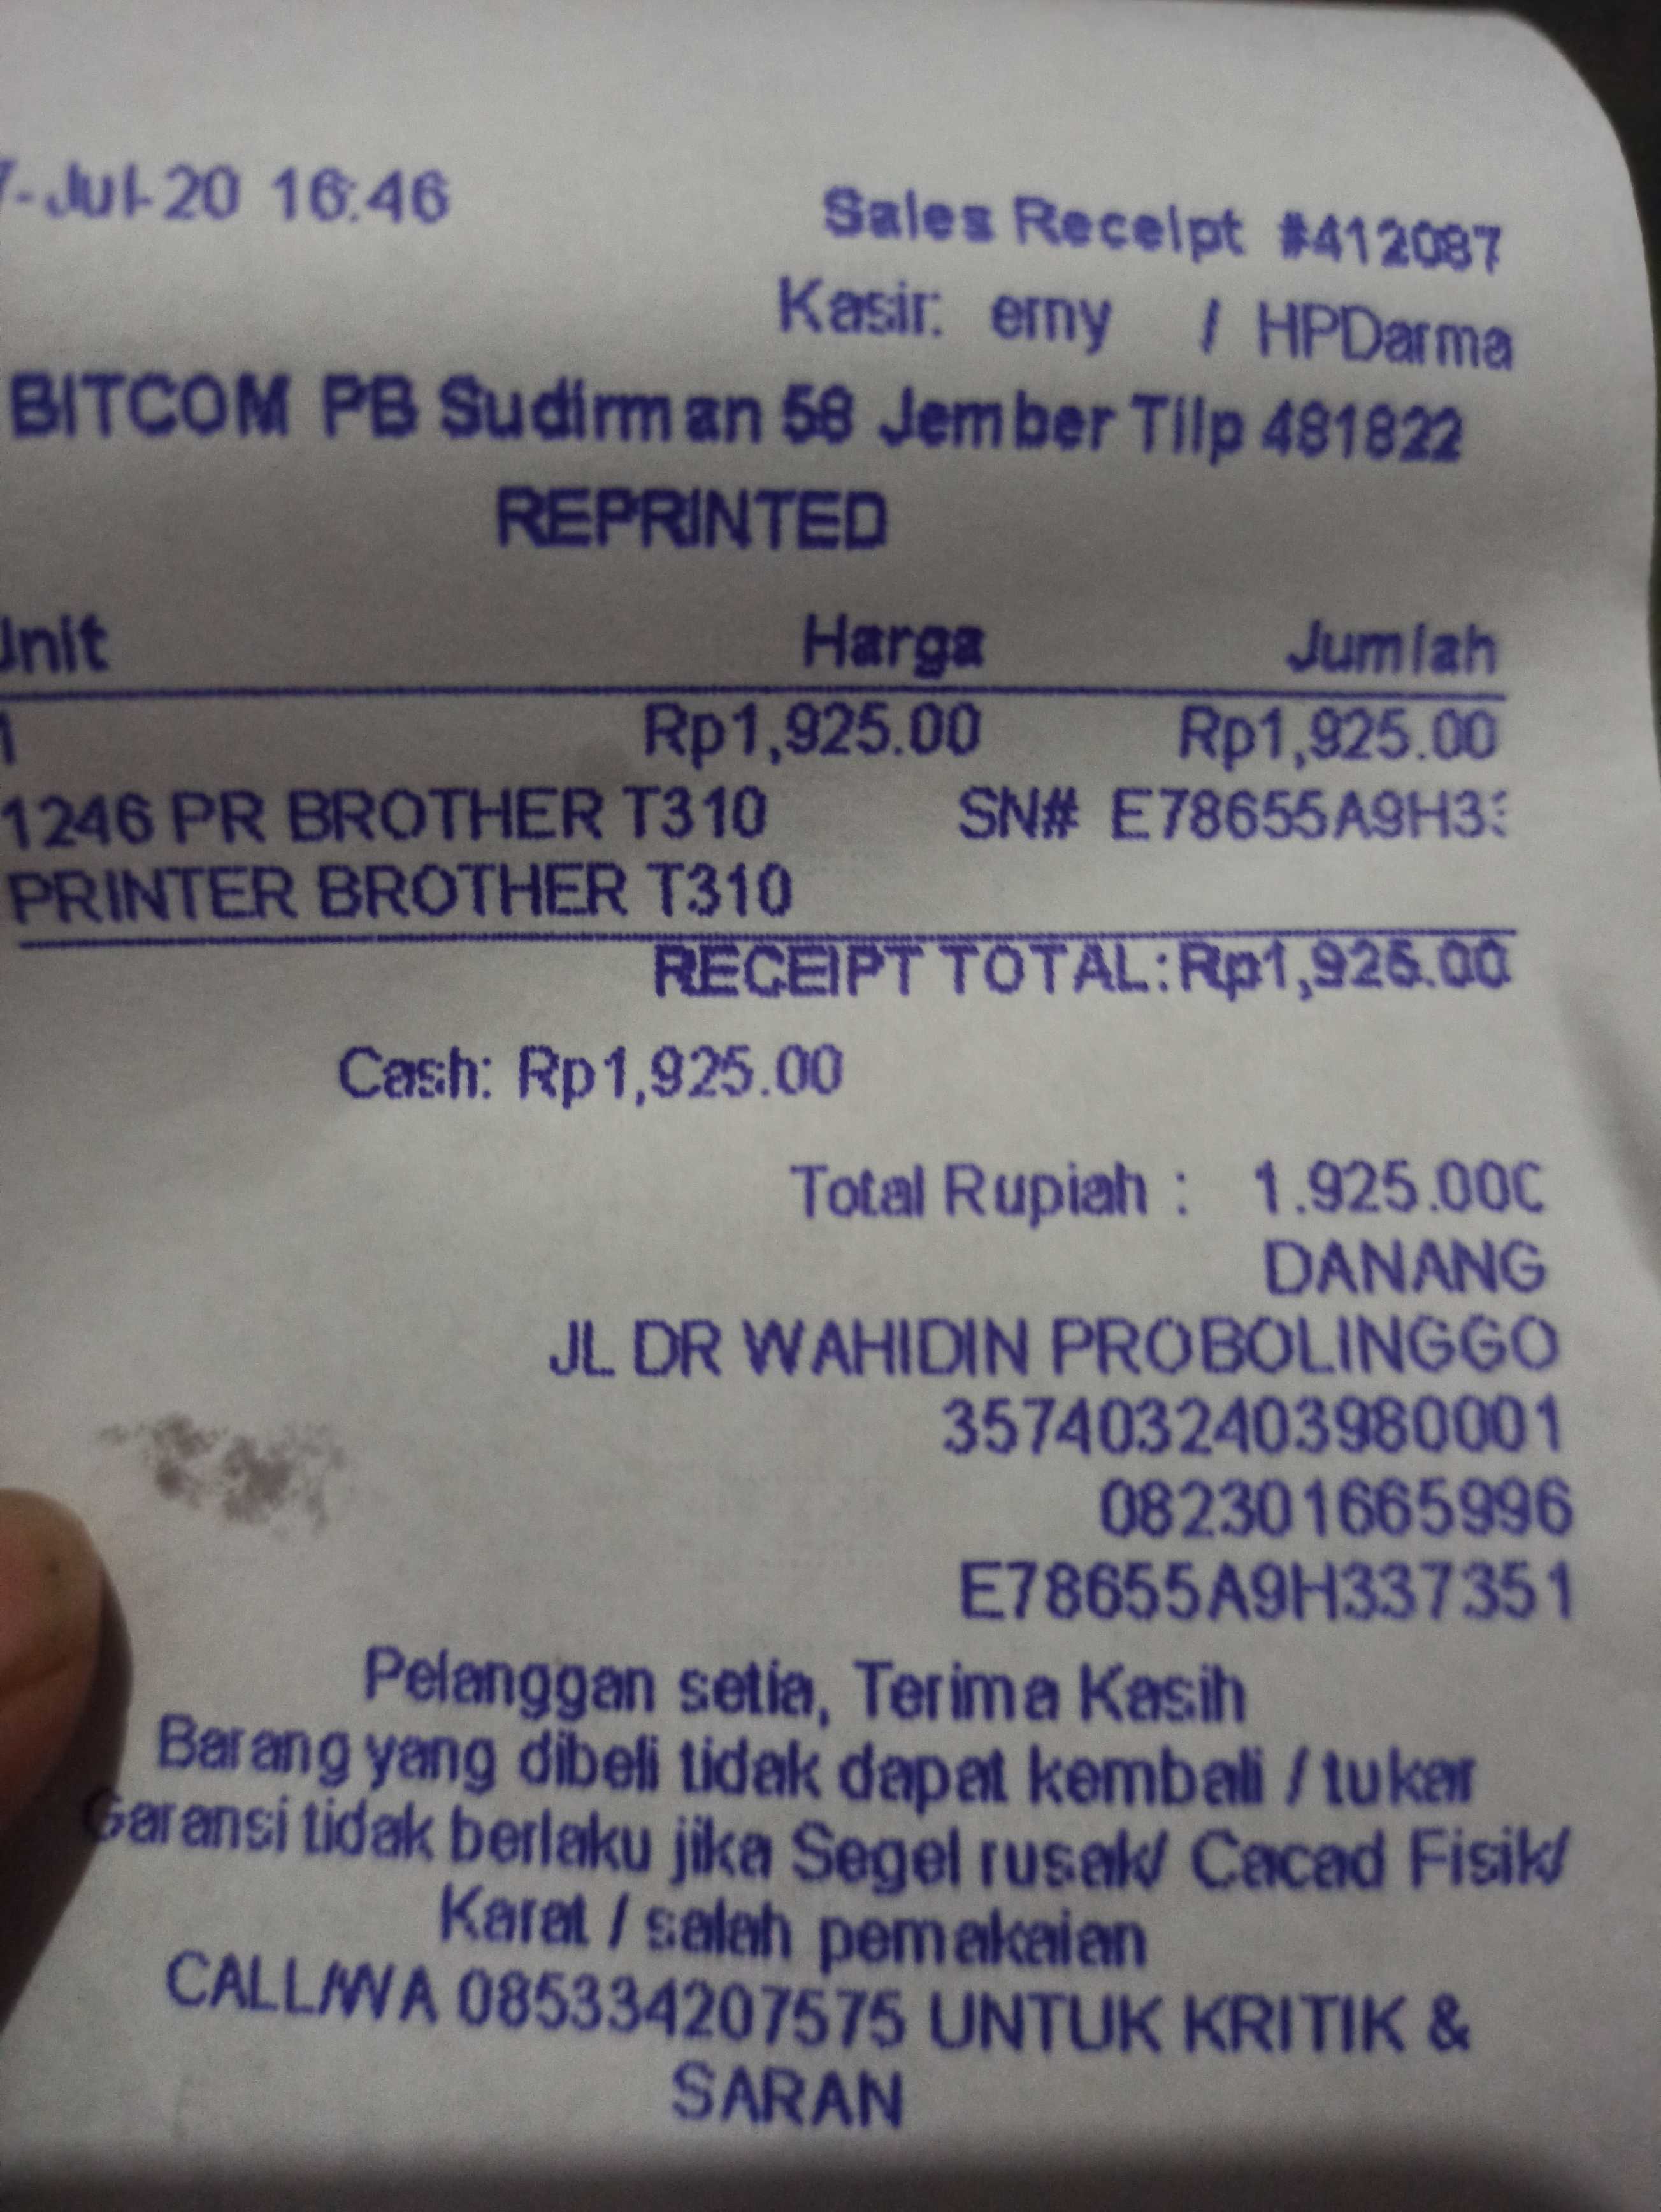 7-Jul-20 16:46
Sales Receipt #412087
Kasir: erny / HPDarma
BITCOM PB Sudirman 58 Jember Tilp 481822
REPRINTED
Unit Harga Jumlah
1 Rp1,925.00 Rp1,925.00
1246 PR BROTHER T310 SN# E78655A9H33
PRINTER BROTHER T310
RECEIPT TOTAL: Rp1,925.00
Cash: Rp1,925.00
Total Rupiah : 1.925.000
DANANG
JL DR WAHIDIN PROBOLINGGO
3574032403980001
082301665996
E78655A9H337351
Pelanggan setia, Terima Kasih
Barang yang dibeli tidak dapat kembali / tukar
Garansi tidak berlaku jika Segel rusak/ Cacad Fisik/
Karat / salah pemakaian
CALL/WA 085334207575 UNTUK KRITIK &
SARAN